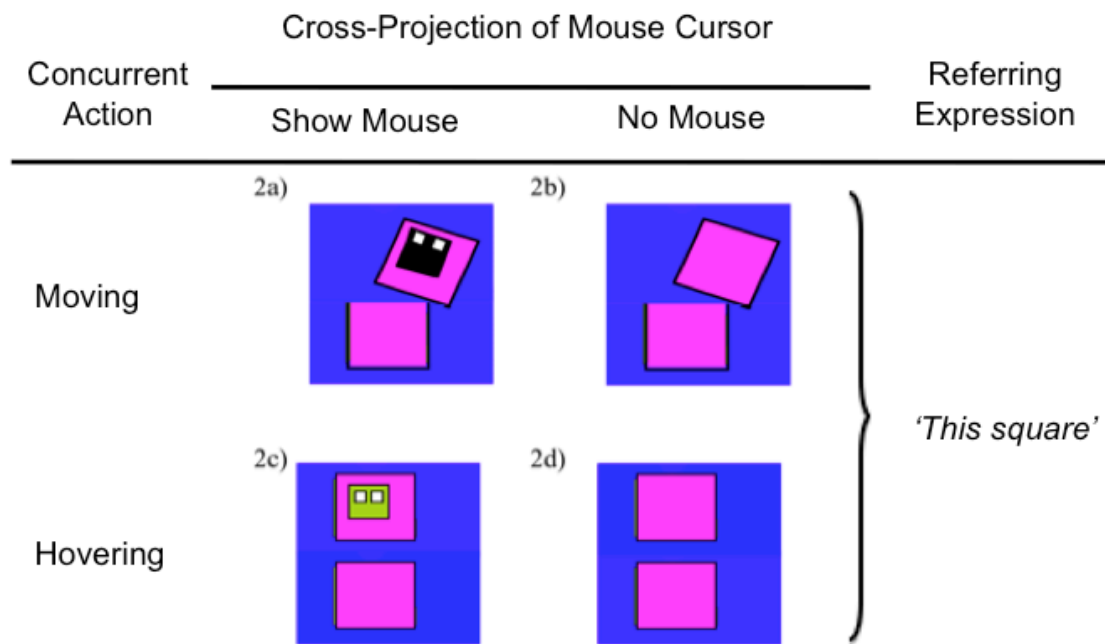 Cross-Projection of Mouse Cursor
Concurrent
Action
Show Mouse
No Mouse
Referring
Expression
2a)
2b)
Moving
‘This square’
2c)
2d)
Hovering